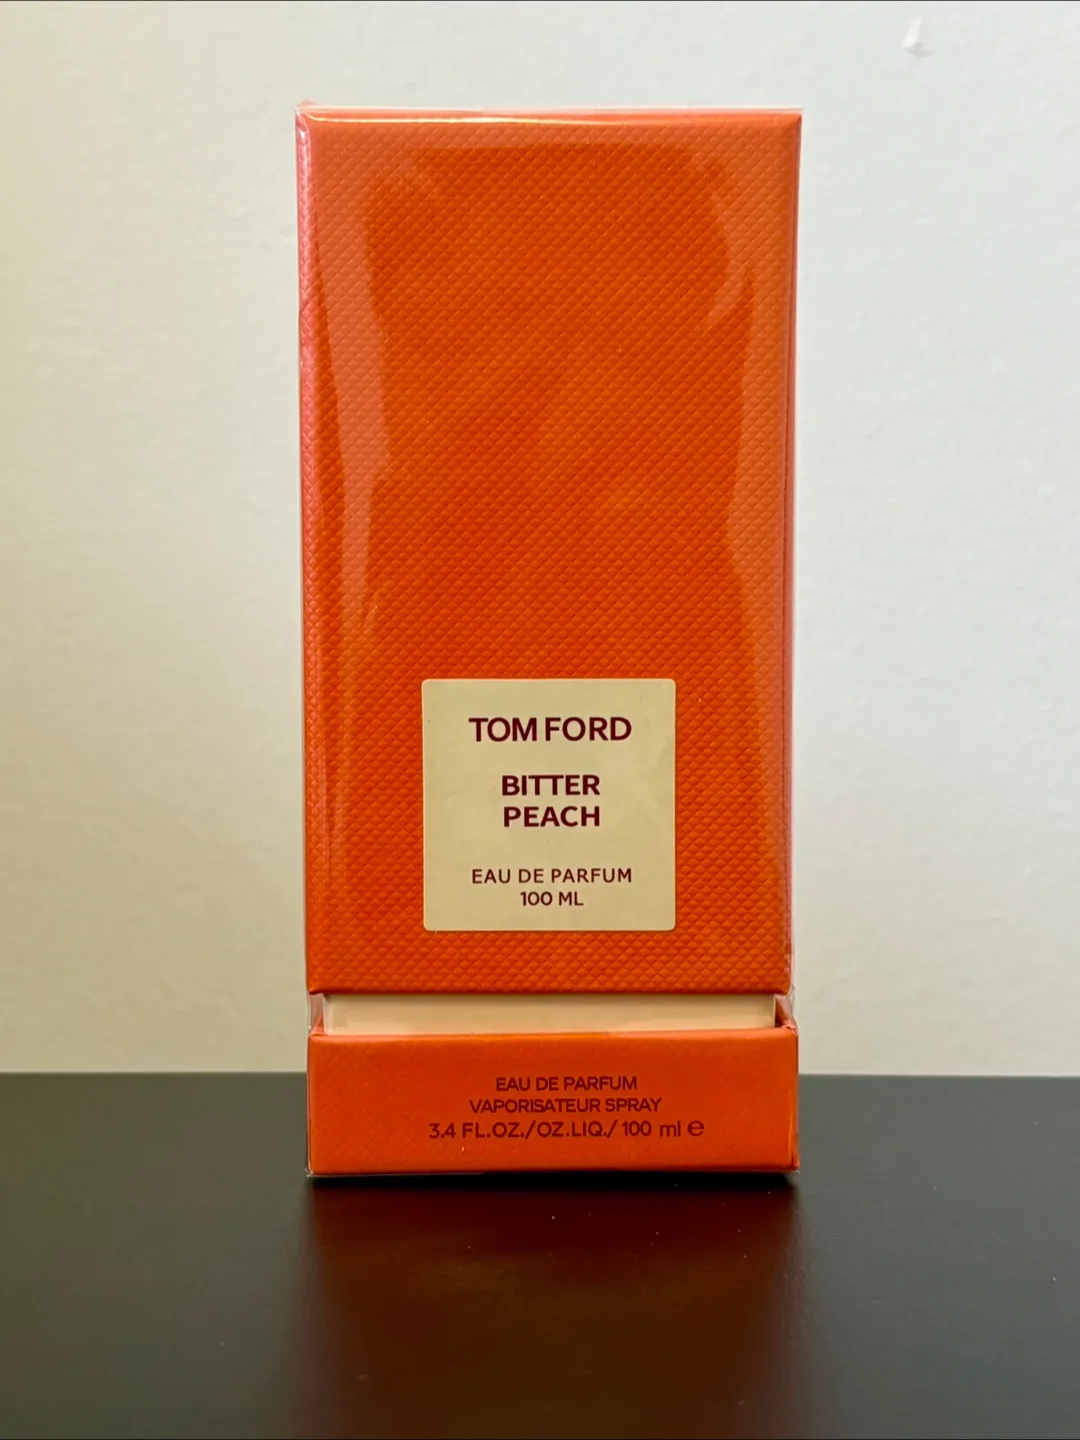 TOM FORD
BITTER
PEACH
EAU DE PARFUM
100 ML
EAU DE PARFUM
VAPORISATEUR SPRAY
3.4 FL.OZ./OZ.LIQ./ 100 ml ℮